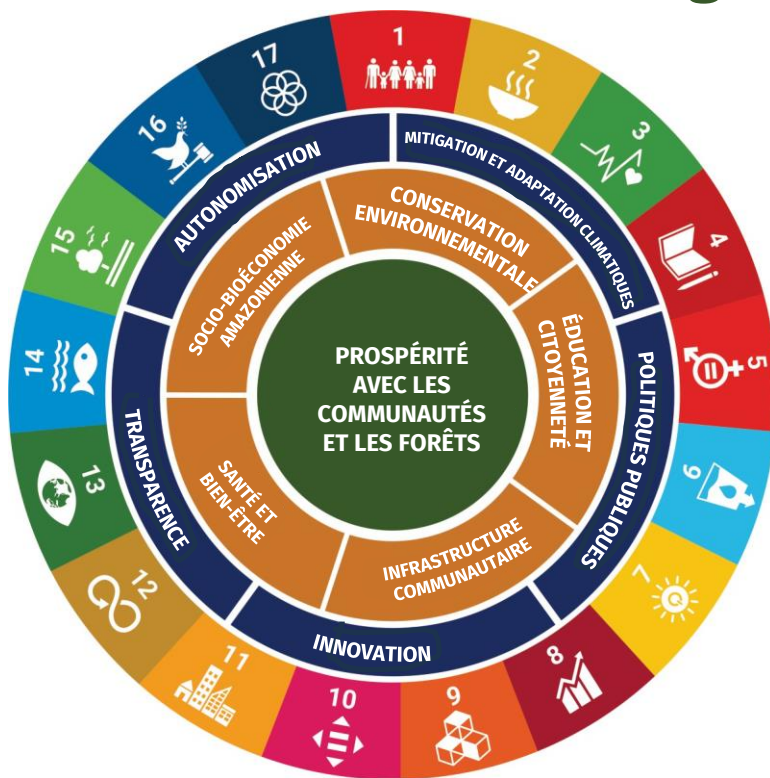 1
2
3
4
5
6
7
8
9
10
11
12
13
14
15
16
17
AUTONOMISATION
MITIGATION ET ADAPTATION CLIMATIQUES
POLITIQUES PUBLIQUES
INNOVATION
TRANSPARENCE
SOCIO-BIOÉCONOMIE
AMAZONIENNE
CONSERVATION
ENVIRONNEMENTALE
ÉDUCATION ET
CITOYENNETÉ
INFRASTRUCTURE
COMMUNAUTAIRE
SANTÉ ET
BIEN-ÊTRE
PROSPÉRITÉ
AVEC LES
COMMUNAUTÉS
ET LES FORÊTS